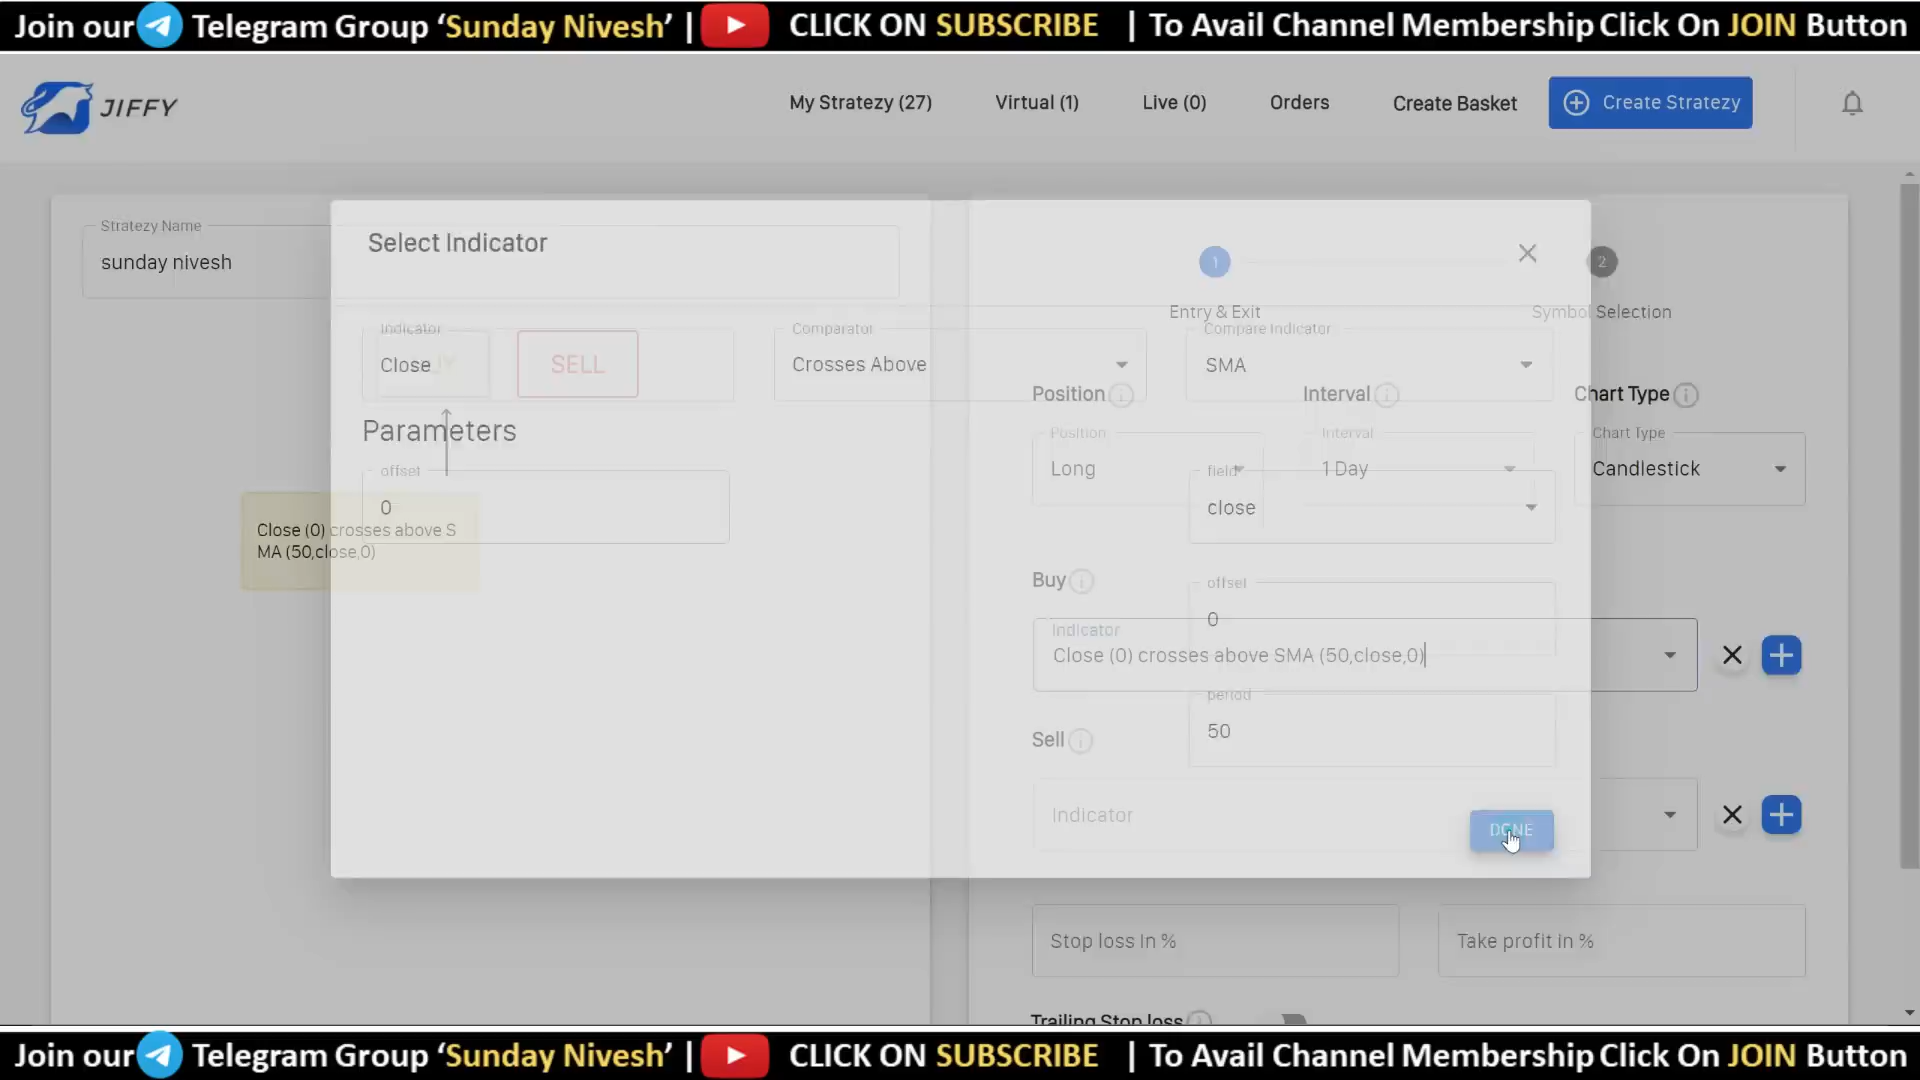 Join our Telegram Group ‘Sunday Nivesh’ | CLICK ON SUBSCRIBE | To Avail Channel Membership Click On JOIN Button
JIFFY
My Stratezy (27)
Virtual (1)
Live (0)
Orders
Create Basket
Create Stratezy
Stratezy Name
sunday nivesh
Select Indicator
1
2
Entry & Exit
Symbol Selection
Indicator
Close
SELL
Comparator
Crosses Above
Compare Indicator
SMA
Parameters
offset
0
Close (0) crosses above S
MA (50,close,0)
Position
Interval
Chart Type
Position
Long
Interval
1 Day
Chart Type
Candlestick
field
close
offset
0
period
50
Buy
Indicator
Close (0) crosses above SMA (50,close,0)
Sell
Indicator
DONE
Stop loss in %
Take profit in %
Trailing Stop loss
Join our Telegram Group ‘Sunday Nivesh’ | CLICK ON SUBSCRIBE | To Avail Channel Membership Click On JOIN Button